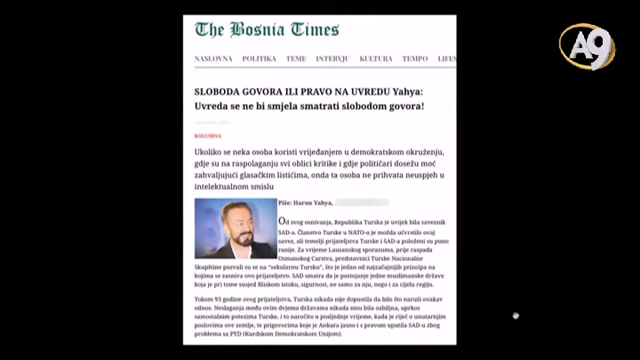 The Bosnia Times
A9
NASLOVNA POLITIKA TEME INTERVJU KULTURA TEMPO LIFE
SLOBODA GOVORA ILI PRAVO NA UVREDU Yahya:
Uvreda se ne bi smjela smatrati slobodom govora!
KOLUMNA
Ukoliko se neka osoba koristi vrijeđanjem u demokratskom okruženju,
gdje su na raspolaganju svi oblici kritike i gdje političari dosežu moć
zahvaljujući glasačkim listićima, onda ta osoba ne prihvata neuspjeh u
intelektualnom smislu
Piše: Harun Yahya,
Od svog osnivanja, Republika Turska je uvijek bila saveznik
SAD-a. Članstvo Turske u NATO-u je možda učvrstilo ovaj
savez, ali temelji prijateljstva Turske i SAD-a položeni su puno
ranije. Za vrijeme Lausanskog sporazuma, prije raspada
Osmanskog Carstva, predstavnici Turske Nacionalne
Skupštine pozvali su se na "sekularnu Tursku", što je jedan od najznačajnijih principa na
kojima se zasniva ovo prijateljstvo. SAD smatra da je postojanje jedne muslimanske države
koja je pri tome susjed Bliskom istoku, sigurnost, ne samo za nju, nego i za cijelu regiju.
Tokom 93 godine ovog prijateljstva, Turska nikada nije dopustila da bilo što naruši ovakav
odnos. Neslaganja među ovim dvjema državama nikada nisu bila ozbiljna, uprkos
samostalnim potezima Turske, i to naročito u posljednje vrijeme, kada je riječ o unutarnjim
poslovima ove zemlje, te prigovorima koje je Ankara jasno i s pravom uputila SAD-u zbog
problema sa PYD (Kurdskom Demokratskom Unijom).